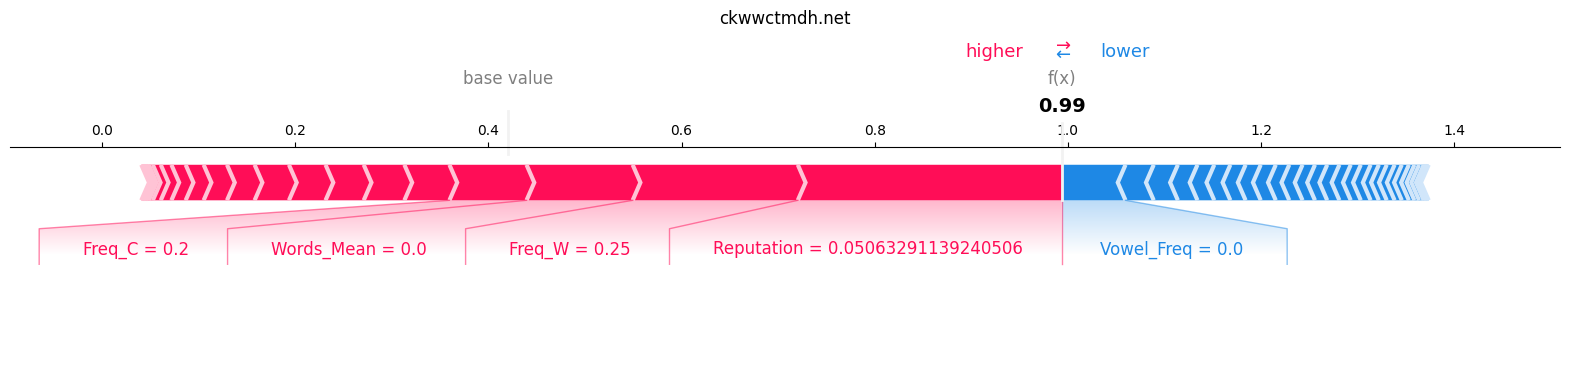 ckwwctmdh.net
higher → lower
←
base value f(x)
0.99
0.0 0.2 0.4 0.6 0.8 1.0 1.2 1.4
Freq_C = 0.2 Words_Mean = 0.0 Freq_W = 0.25 Reputation = 0.05063291139240506 Vowel_Freq = 0.0